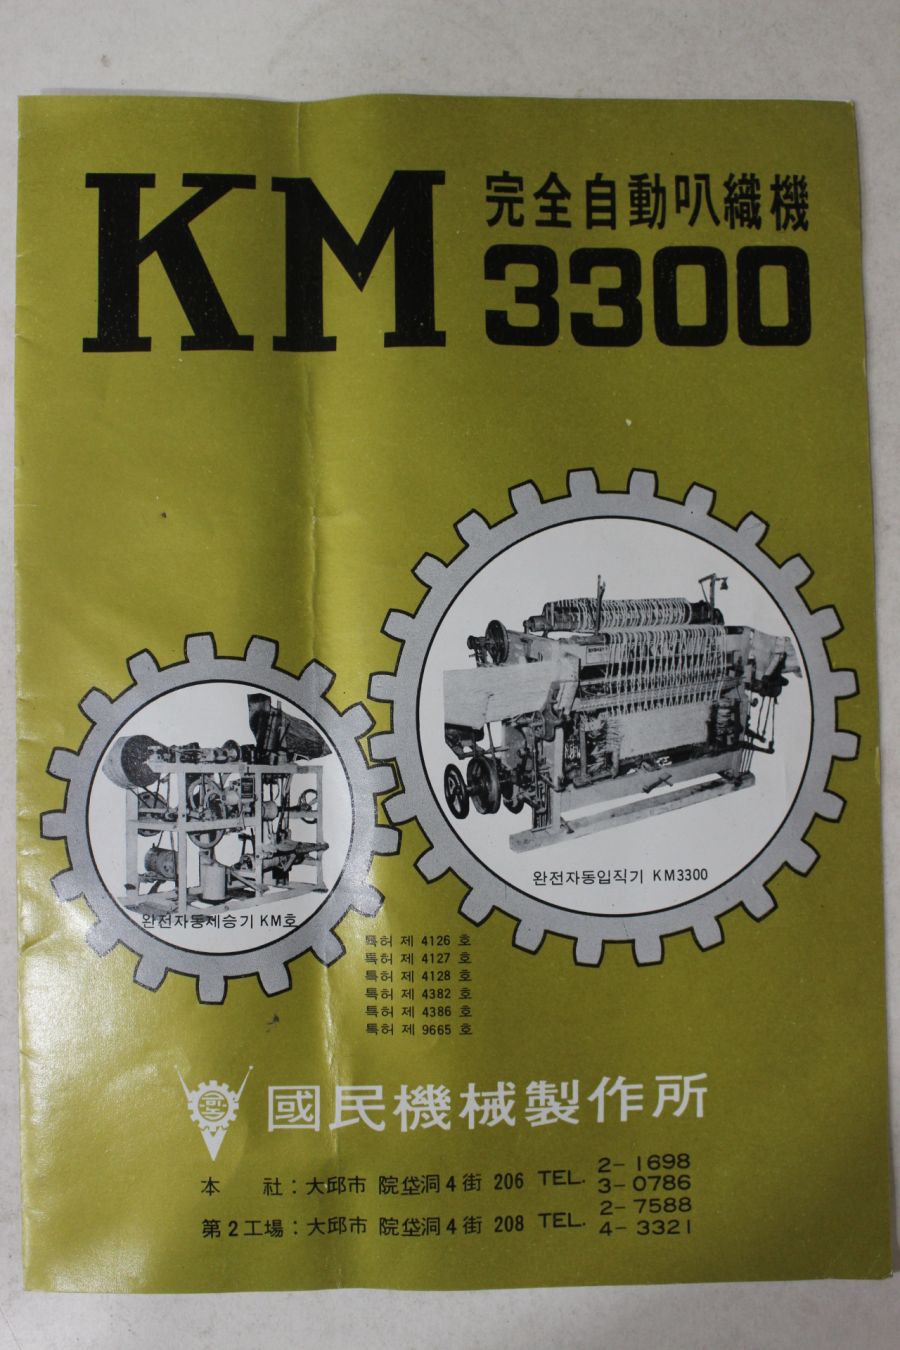 KM
完全自動叺織機
3300
완전자동입직기 KM3300
완전자동제승기 KM호
특허 제 4126 호
특허 제 4127 호
특허 제 4128 호
특허 제 4382 호
특허 제 4386 호
특허 제 9665 호
國民機械製作所
本 社 : 大邱市 院垈洞 4 街 206 TEL. 2-1698
3-0786
第 2 工場 : 大邱市 院垈洞 4 街 208 TEL. 2-7588
4-3321